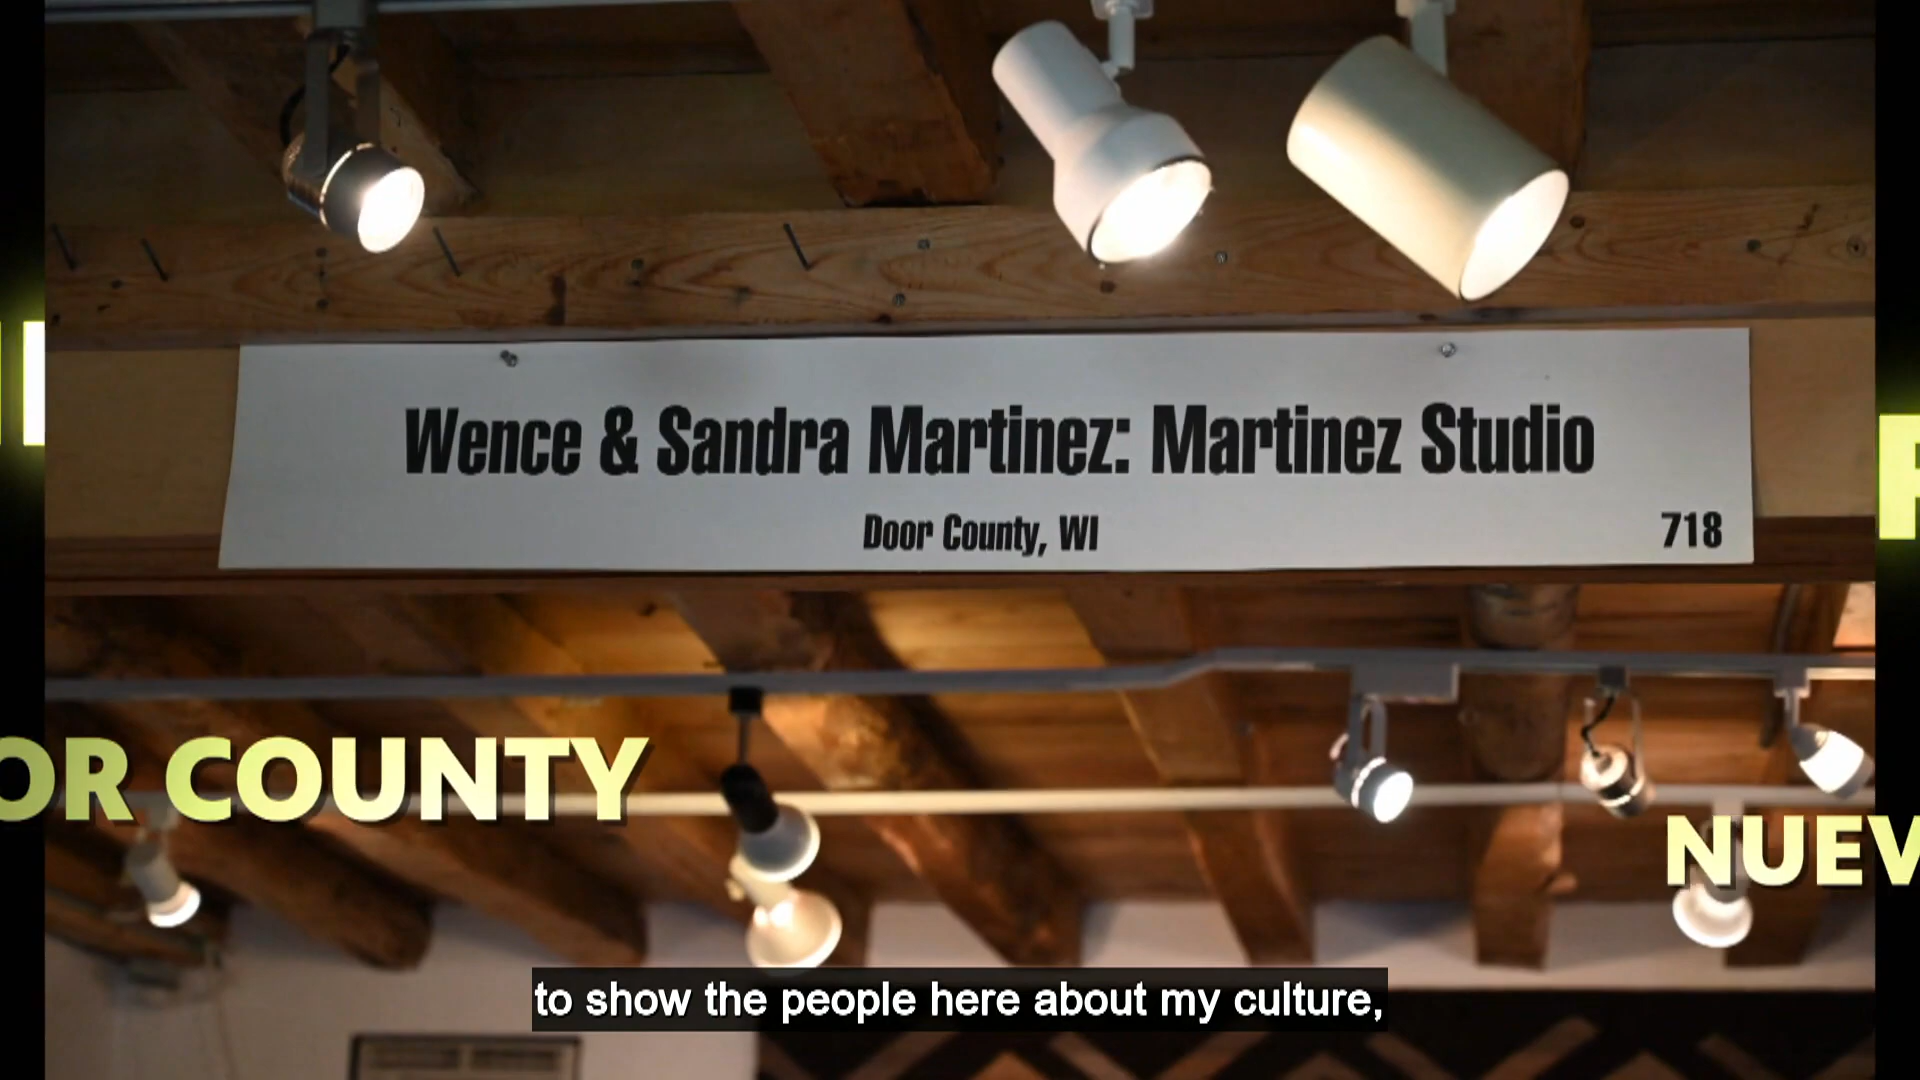 Wence & Sandra Martinez: Martinez Studio
Door County, WI
718
OR COUNTY
NUEV
to show the people here about my culture,